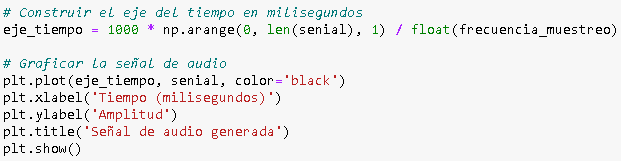 # Construir el eje del tiempo en milisegundos
eje_tiempo = 1000 * np.arange(0, len(senial), 1) / float(frecuencia_muestreo)
# Graficar la señal de audio
plt.plot(eje_tiempo, senial, color='black')
plt.xlabel('Tiempo (milisegundos)')
plt.ylabel('Amplitud')
plt.title('Señal de audio generada')
plt.show()